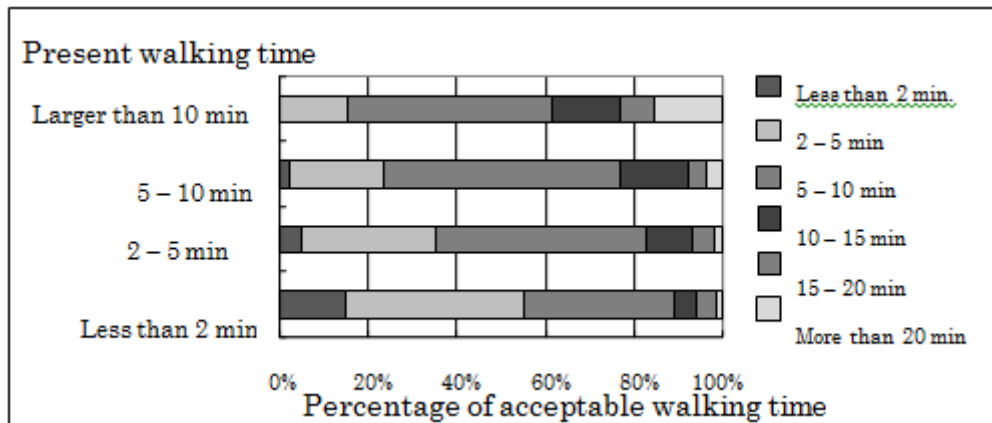 Present walking time
Larger than 10 min
5 – 10 min
2 – 5 min
Less than 2 min
0% 20% 40% 60% 80% 100%
Percentage of acceptable walking time
Less than 2 min.
2 – 5 min
5 – 10 min
10 – 15 min
15 – 20 min
More than 20 min